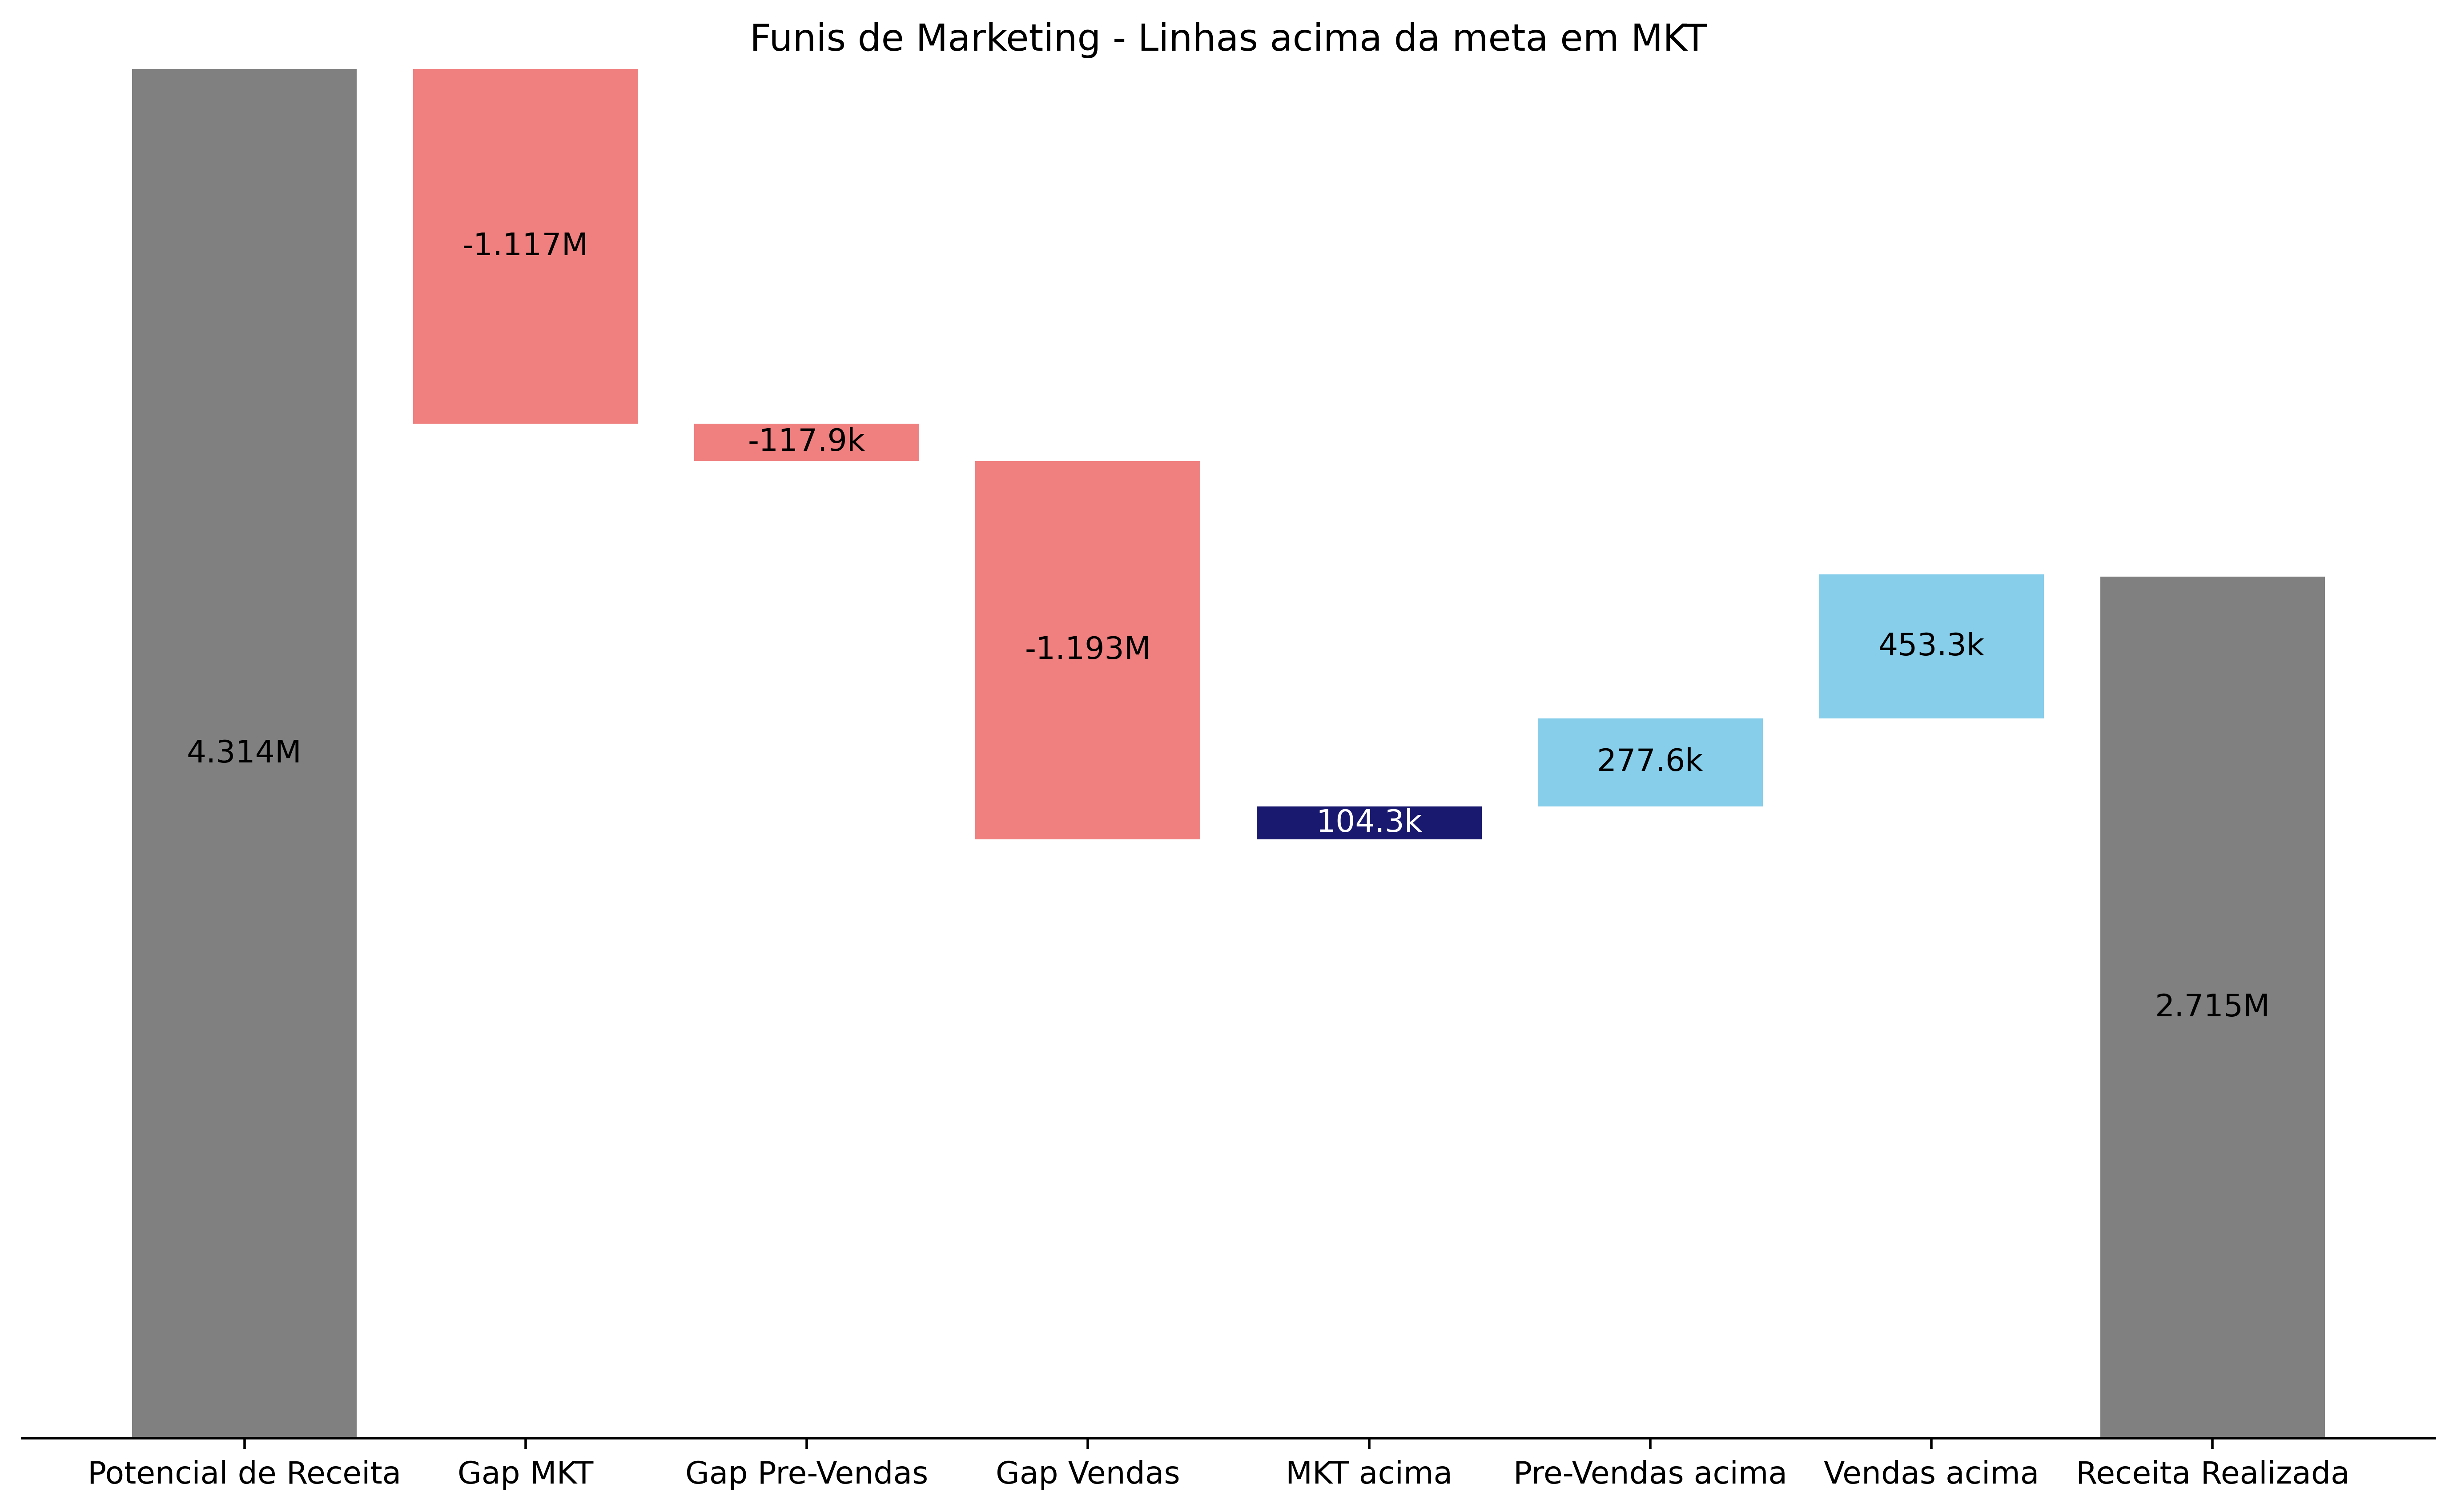 Funis de Marketing - Linhas acima da meta em MKT
-1.117M
-117.9k
-1.193M
453.3k
4.314M
277.6k
104.3k
2.715M
Potencial de Receita
Gap MKT
Gap Pre-Vendas
Gap Vendas
MKT acima
Pre-Vendas acima
Vendas acima
Receita Realizada